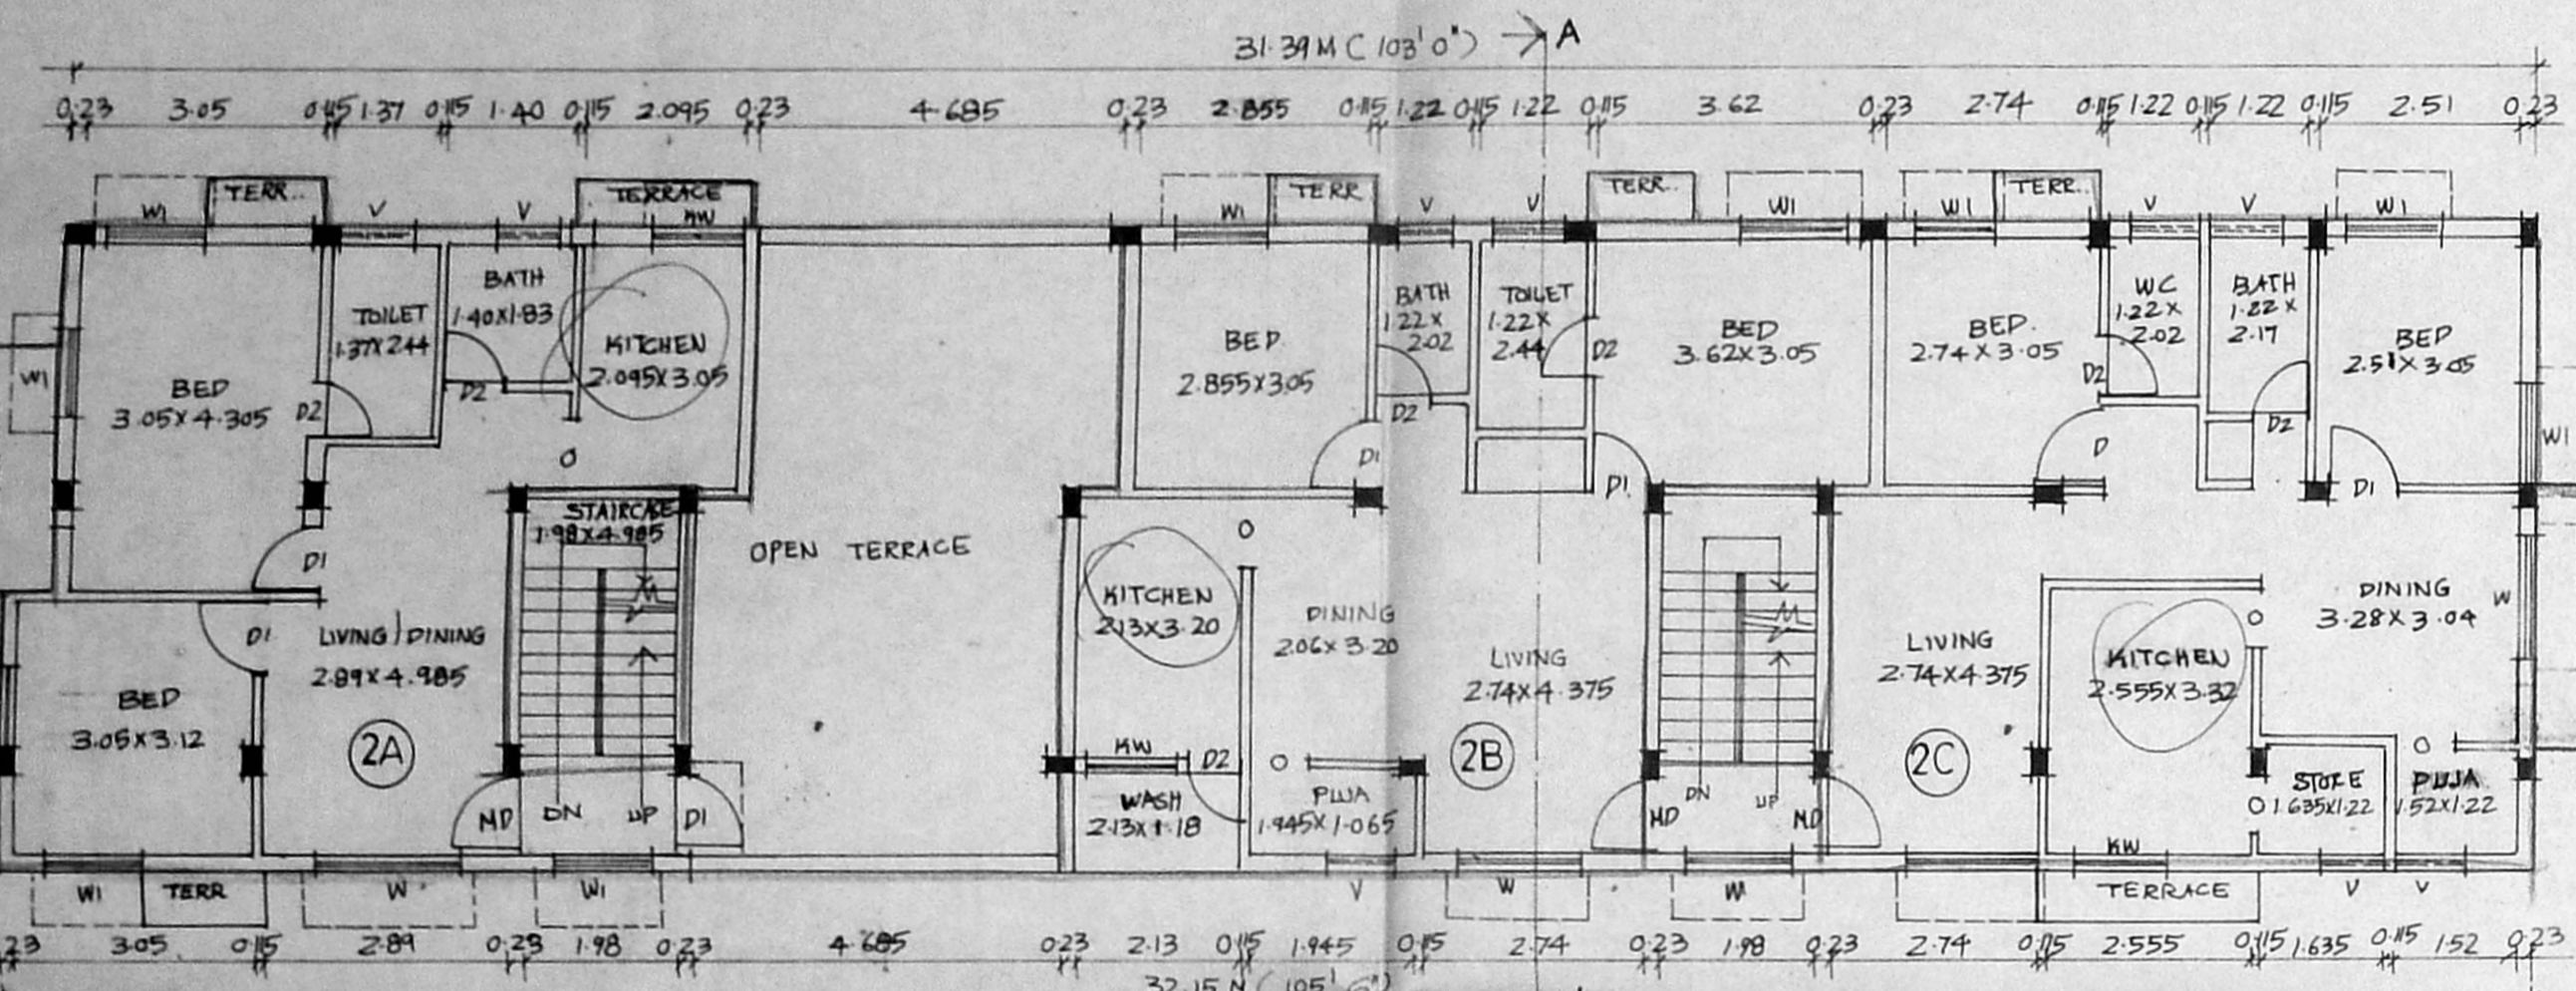 31.39M (103'0") → A
0.23 3.05 0.115 1.37 0.115 1.40 0.115 2.095 0.23 4.685 0.23 2.855 0.115 1.22 0.115 1.22 0.115 3.62 0.23 2.74 0.115 1.22 0.115 1.22 0.115 2.51 0.23
TERR.. TERRACE TERR TERR.. TERR..
W1 V V KW W1 V V W1 W1 V V W1
BED
3.05X4.305
W1
TOILET
1.37X2.44
D2
BATH
1.40X1.83
D2
KITCHEN
2.095X3.05
O
BED
2.855X3.05
D1
BATH
1.22X
2.02
D2
TOILET
1.22X
2.44
D2
BED
3.62X3.05
D1.
BED.
2.74X3.05
D
WC
1.22X
2.02
D2
BATH
1.22X
2.17
D2
BED
2.51X3.05
D1
W1
STAIRCASE
1.98X4.985
D1
D1
LIVING/DINING
2.89X4.985
2A
BED
3.05X3.12
MD DN UP D1
OPEN TERRACE
O
KITCHEN
2.13X3.20
DINING
2.06X3.20
KW D2 O
WASH
2.13X1.18
PUJA
1.945X1.065
LIVING
2.74X4.375
2B
MD DN UP MD
LIVING
2.74X4.375
2C
O
KITCHEN
2.555X3.32
DINING
3.28X3.04
W
O
STORE
O 1.635X1.22
PUJA
1.52X1.22
KW
W1 TERR W W1 V W W1 TERRACE V V
23 3.05 0.115 2.89 0.23 1.98 0.23 4.685 0.23 2.13 0.115 1.945 0.115 2.74 0.23 1.98 0.23 2.74 0.115 2.555 0.115 1.635 0.115 1.52 0.23
32.15 M (105'6")